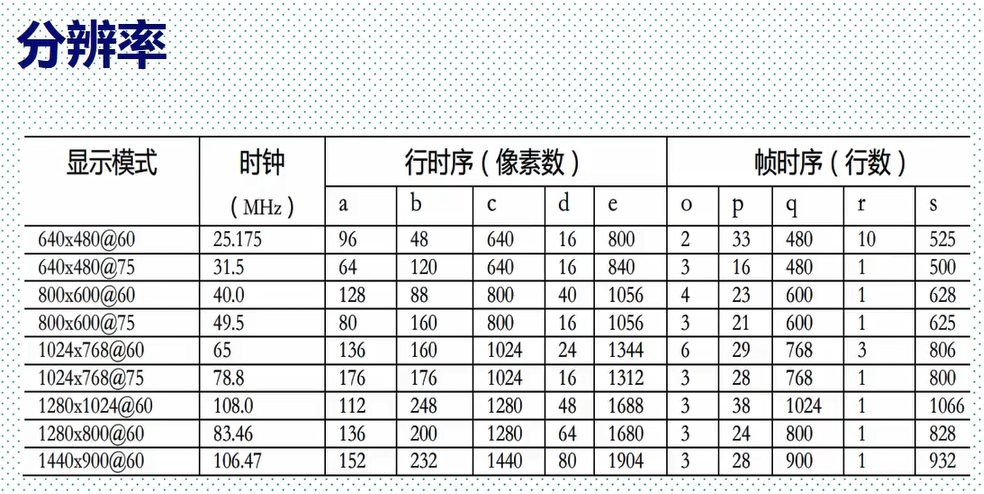 分辨率
显示模式 时钟 （MHz） 行时序（像素数） 帧时序（行数）
a b c d e o p q r s
640x480@60 25.175 96 48 640 16 800 2 33 480 10 525
640x480@75 31.5 64 120 640 16 840 3 16 480 1 500
800x600@60 40.0 128 88 800 40 1056 4 23 600 1 628
800x600@75 49.5 80 160 800 16 1056 3 21 600 1 625
1024x768@60 65 136 160 1024 24 1344 6 29 768 3 806
1024x768@75 78.8 176 176 1024 16 1312 3 28 768 1 800
1280x1024@60 108.0 112 248 1280 48 1688 3 38 1024 1 1066
1280x800@60 83.46 136 200 1280 64 1680 3 24 800 1 828
1440x900@60 106.47 152 232 1440 80 1904 3 28 900 1 932